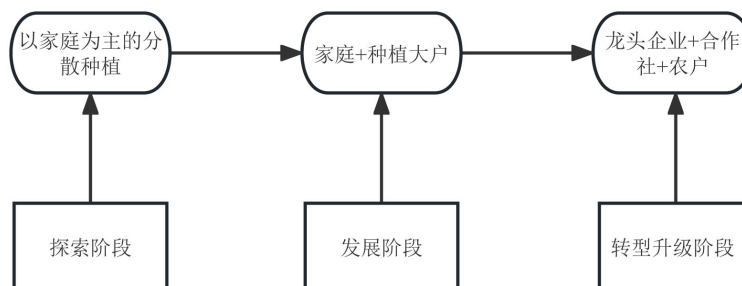 以家庭为主的分
散种植
家庭+种植大户
龙头企业+合作
社+农户
探索阶段
发展阶段
转型升级阶段